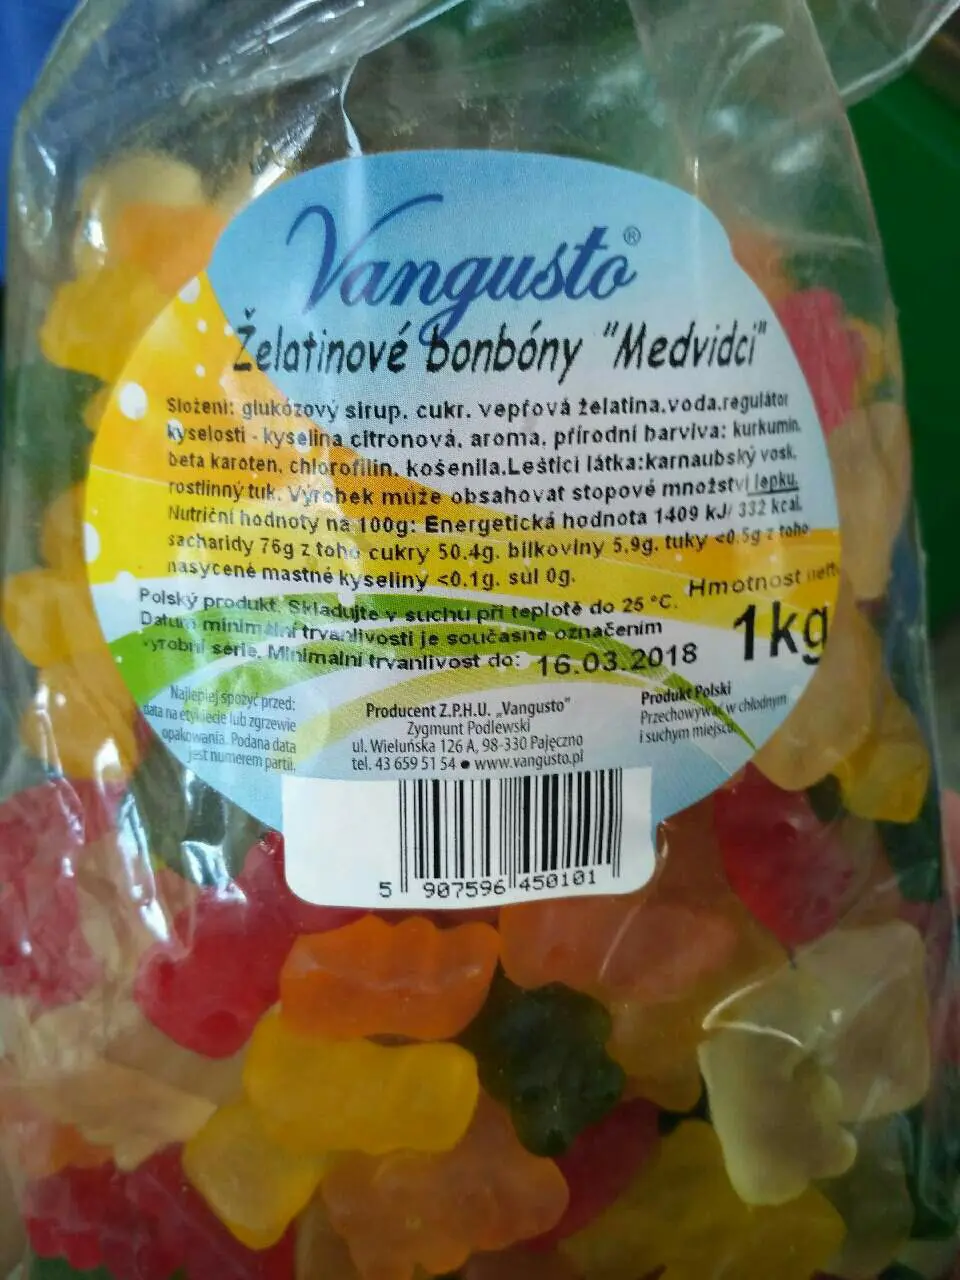 Vangusto®
Želatinové bonbóny "Medvidci"
Složeni: glukózový sirup, cukr, vepřová želatina,voda,regulátor
kyselosti - kyselina citronová, aroma, přírodní barviva: kurkumin,
beta karoten, chlorofilin, košenila.Leštici látka:karnaubský vosk,
rostlinný tuk. Výrobek může obsahovat stopové množství lepku.
Nutriční hodnoty na 100g: Energetická hodnota 1409 kJ/ 332 kcal,
sacharidy 76g z toho cukry 50,4g, bilkoviny 5,9g, tuky <0,5g z toho
nasycené mastné kyseliny <0,1g, sůl 0g.
Polský produkt. Skladujte v suchu při teplotě do 25 °C.
Datum minimální trvanlivosti je současně označením
výrobní série. Minimalní trvanlivost do: 16.03.2018
Hmotnost netto
1kg
Najlepiej spożyć przed:
data na etykiecie lub zgrzewie
opakowania. Podana data
jest numerem partii.
Producent Z.P.H.U. „Vangusto"
Zygmunt Podlewski
ul. Wieluńska 126 A, 98-330 Pajęczno
tel. 43 659 51 54 ● www.vangusto.pl
Produkt Polski
Przechowywać w chłodnym
i suchym miejscu.
5 907596 450101